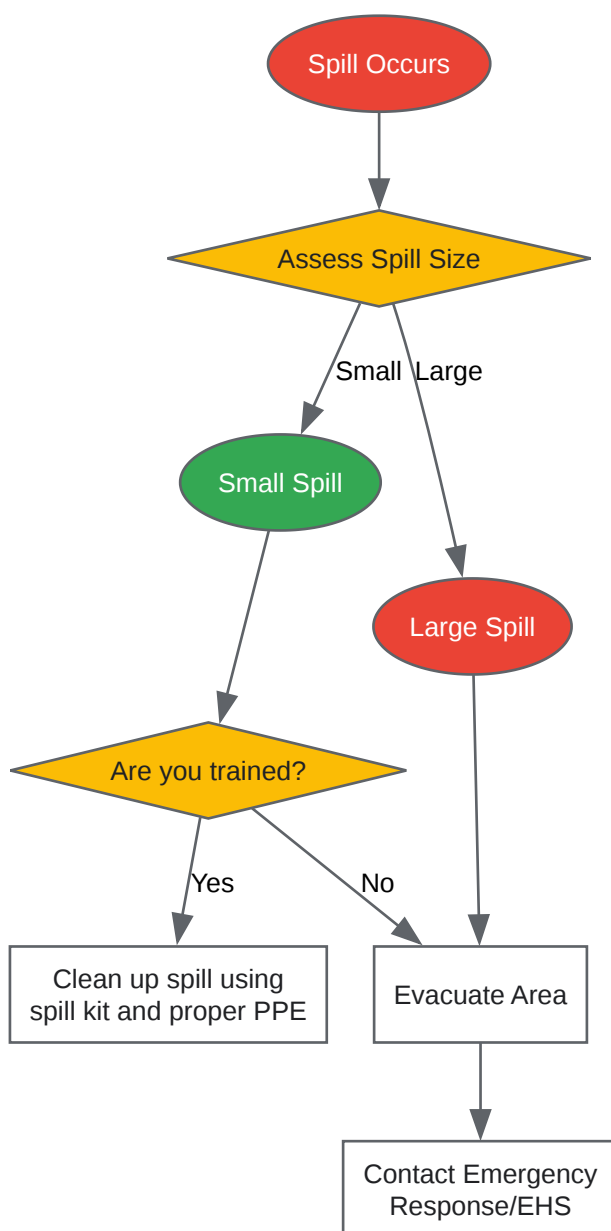 Spill Occurs
Assess Spill Size
Small
Large
Small Spill
Large Spill
Are you trained?
Yes
No
Clean up spill using
spill kit and proper PPE
Evacuate Area
Contact Emergency
Response/EHS